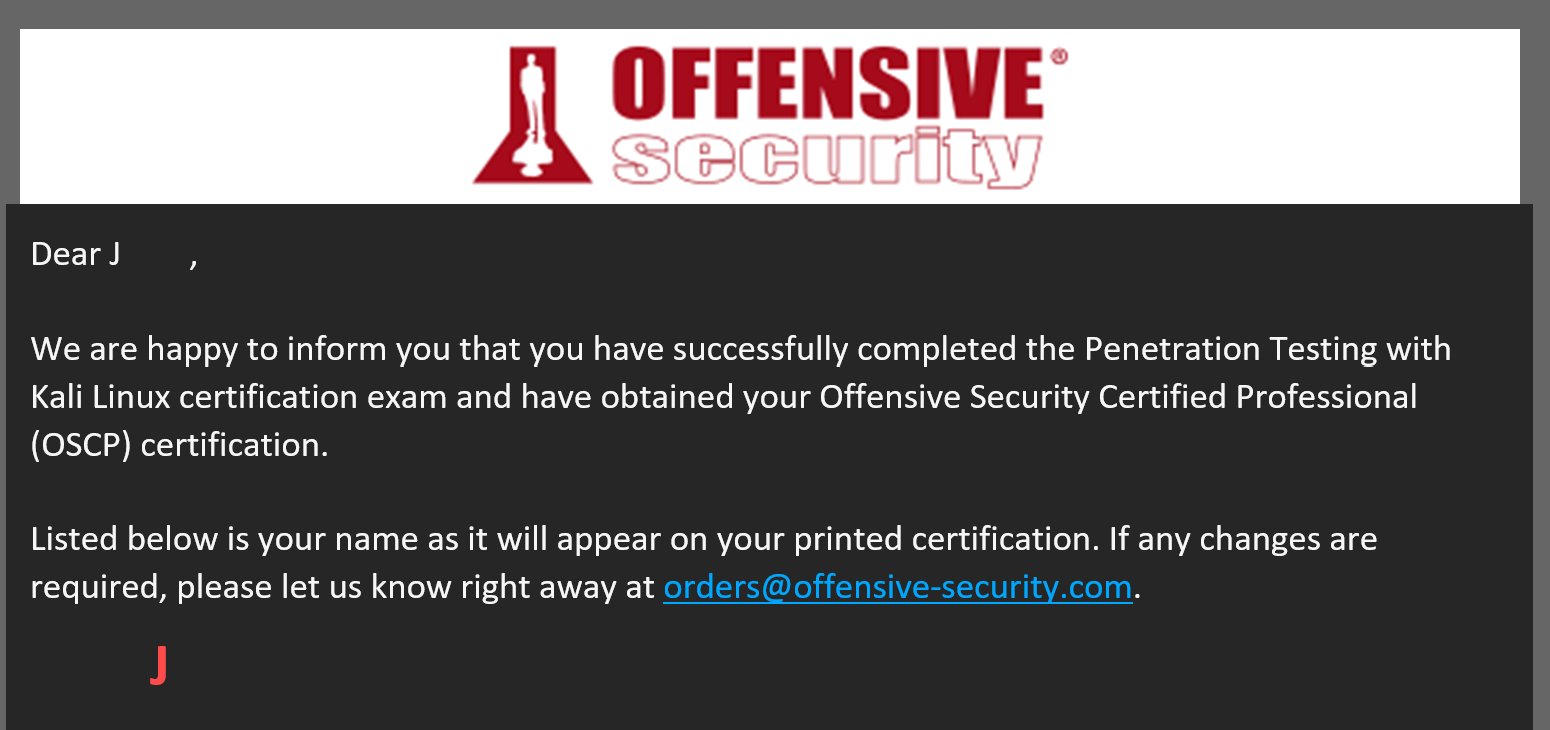 OFFENSIVE®
security
Dear J ,
We are happy to inform you that you have successfully completed the Penetration Testing with
Kali Linux certification exam and have obtained your Offensive Security Certified Professional
(OSCP) certification.
Listed below is your name as it will appear on your printed certification. If any changes are
required, please let us know right away at orders@offensive-security.com.
J